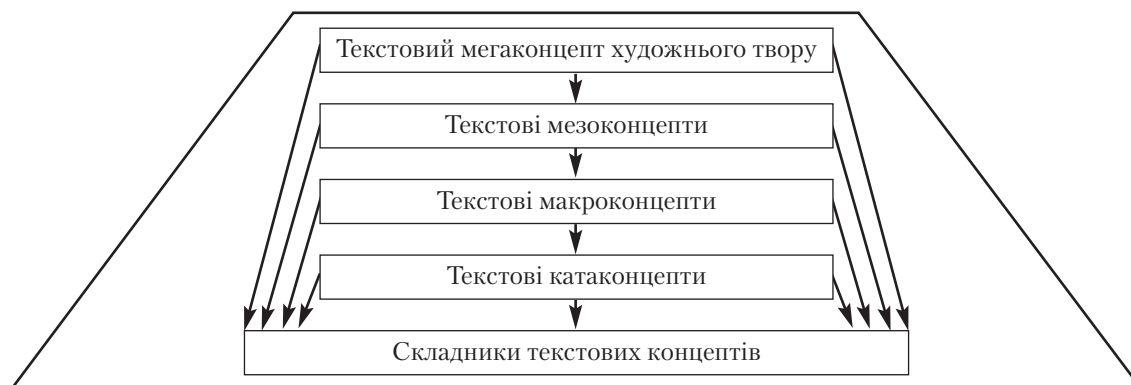 Текстовий мегаконцепт художнього твору
Текстові мезоконцепти
Текстові макроконцепти
Текстові катаконцепти
Складники текстових концептів